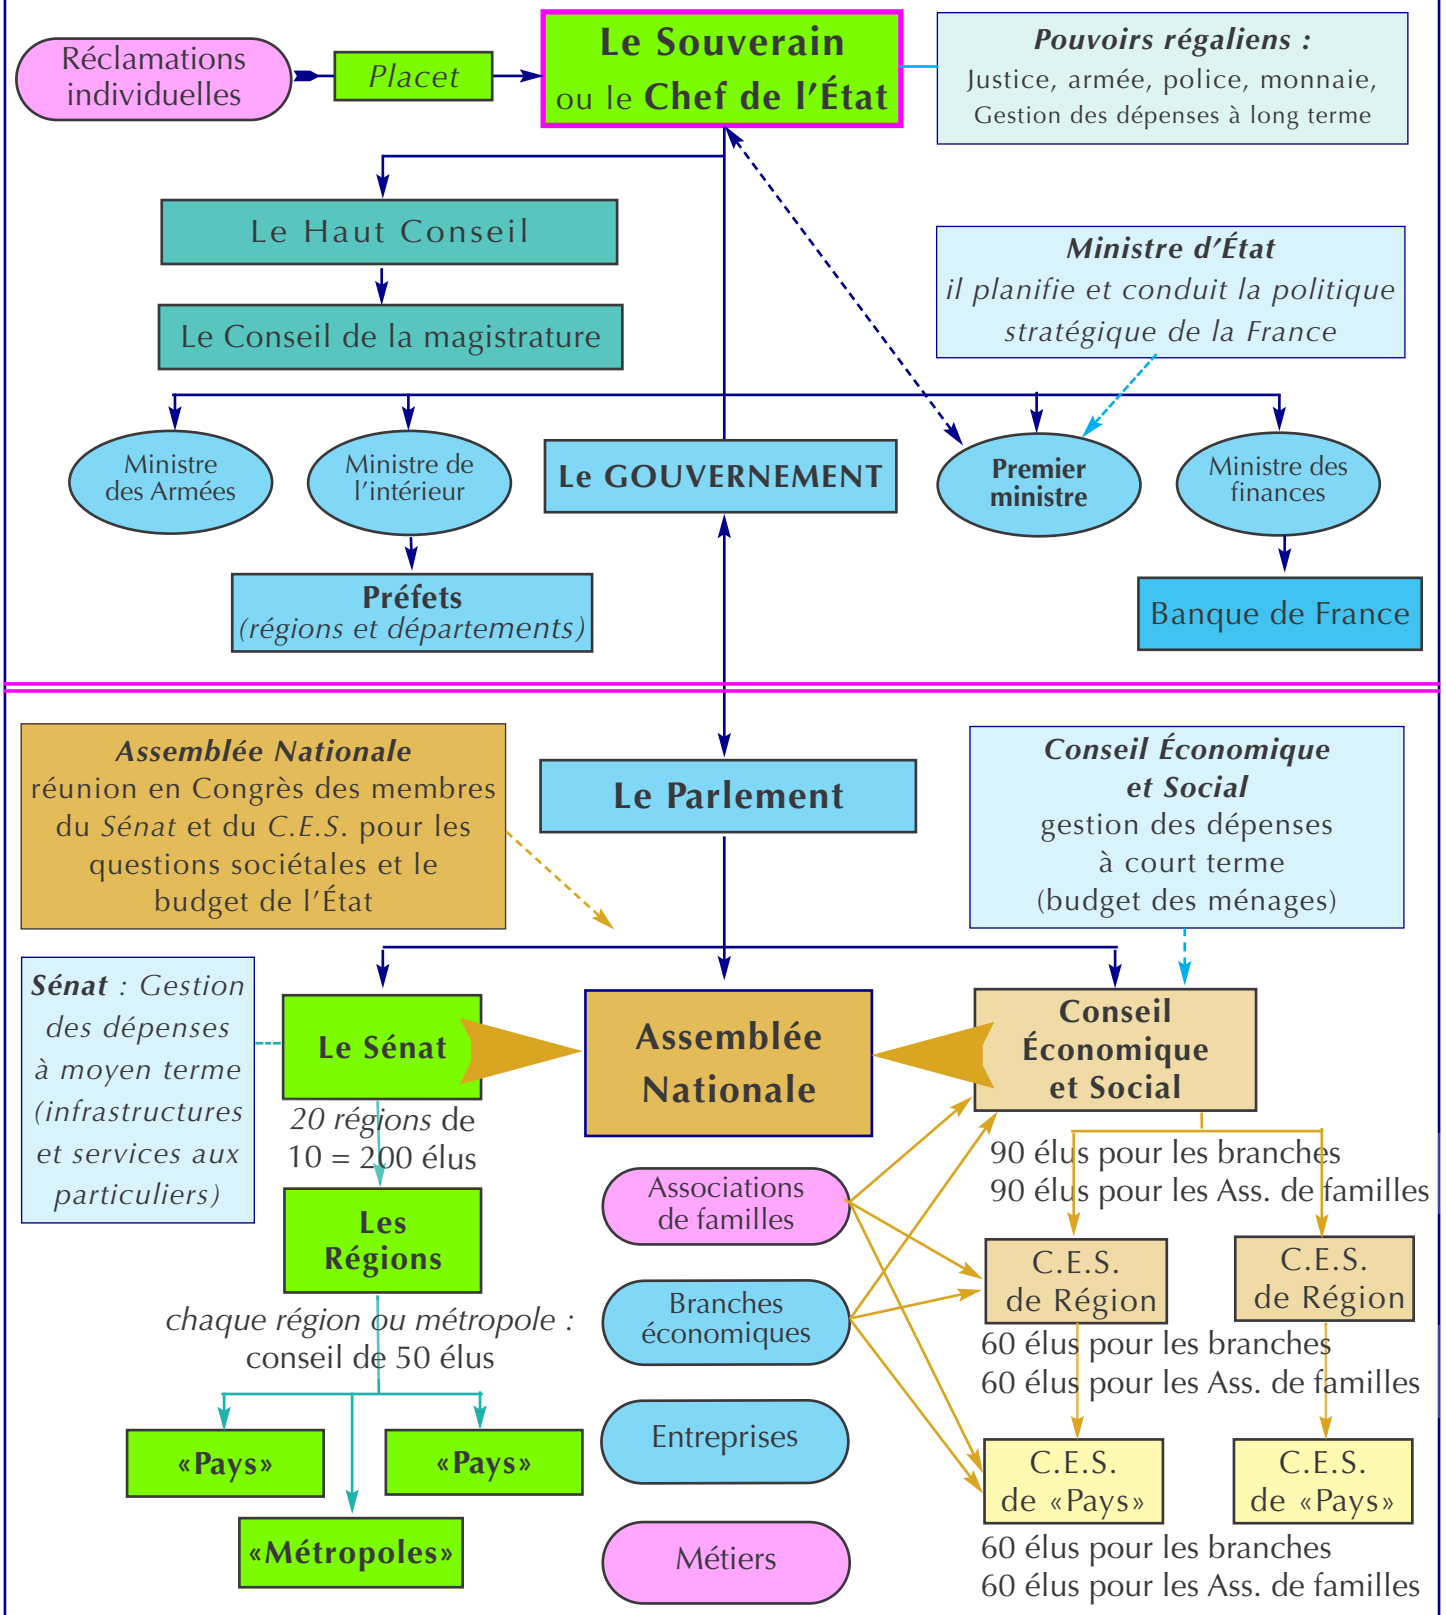 Réclamations
individuelles
Placet
Le Souverain
ou le Chef de l'État
Pouvoirs régaliens :
Justice, armée, police, monnaie,
Gestion des dépenses à long terme
Le Haut Conseil
Le Conseil de la magistrature
Ministre d'État
il planifie et conduit la politique
stratégique de la France
Ministre
des Armées
Ministre de
l'intérieur
Le GOUVERNEMENT
Premier
ministre
Ministre des
finances
Préfets
(régions et départements)
Banque de France
Assemblée Nationale
réunion en Congrès des membres
du Sénat et du C.E.S. pour les
questions sociétales et le
budget de l'État
Le Parlement
Conseil Économique
et Social
gestion des dépenses
à court terme
(budget des ménages)
Sénat : Gestion
des dépenses
à moyen terme
(infrastructures
et services aux
particuliers)
Le Sénat
Assemblée
Nationale
Conseil
Économique
et Social
20 régions de
10 = 200 élus
90 élus pour les branches
90 élus pour les Ass. de familles
Les
Régions
Associations
de familles
C.E.S.
de Région
C.E.S.
de Région
chaque région ou métropole :
conseil de 50 élus
Branches
économiques
60 élus pour les branches
60 élus pour les Ass. de familles
«Pays»
«Pays»
Entreprises
C.E.S.
de «Pays»
C.E.S.
de «Pays»
«Métropoles»
Métiers
60 élus pour les branches
60 élus pour les Ass. de familles